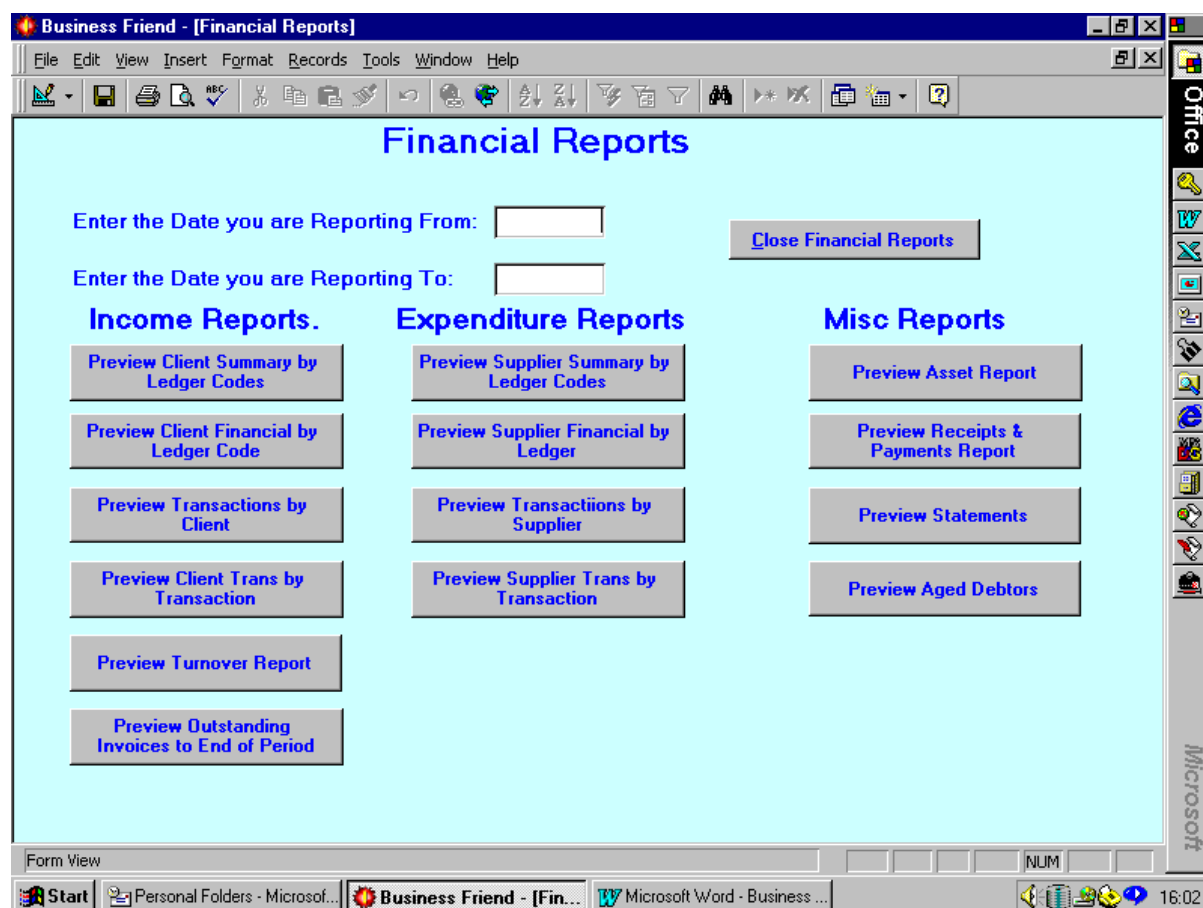 Business Friend - [Financial Reports]
File Edit View Insert Format Records Tools Window Help
Financial Reports
Enter the Date you are Reporting From:
Close Financial Reports
Enter the Date you are Reporting To:
Income Reports.
Expenditure Reports
Misc Reports
Preview Client Summary by
Ledger Codes
Preview Supplier Summary by
Ledger Codes
Preview Asset Report
Preview Client Financial by
Ledger Code
Preview Supplier Financial by
Ledger
Preview Receipts &
Payments Report
Preview Transactions by
Client
Preview Transactiions by
Supplier
Preview Statements
Preview Client Trans by
Transaction
Preview Supplier Trans by
Transaction
Preview Aged Debtors
Preview Turnover Report
Preview Outstanding
Invoices to End of Period
Form View
NUM
Start
Personal Folders - Microsof...
Business Friend - [Fin...
Microsoft Word - Business ...
16:02
Office
Microsoft